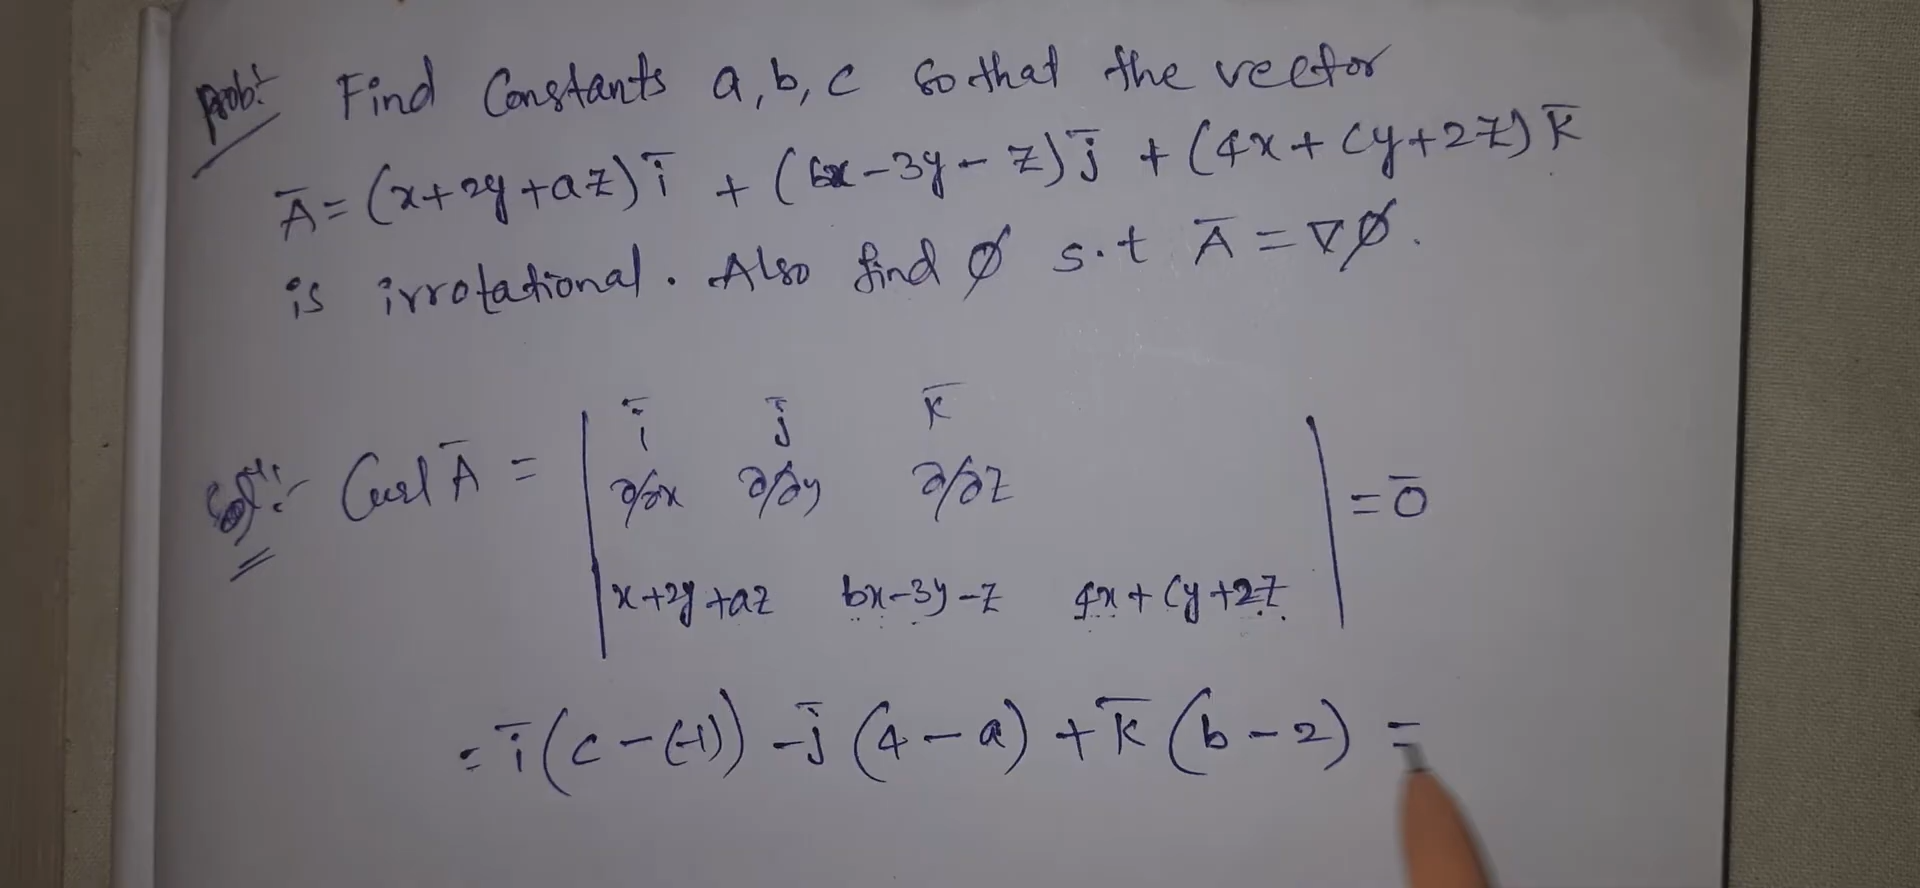 Prob:- Find Constants a, b, c so that the vector
Ā = (x+2y+az) ī + (bx-3y-z) j̄ + (4x+cy+2z) k̄
is irrotational. Also find ∅ s.t Ā = ∇∅.
ī j̄ k̄
Sol:- Curl Ā = | ∂/∂x ∂/∂y ∂/∂z | = 0̄
x+2y+az bx-3y-z 4x+cy+2z
= ī(c-(-1)) - j̄(4-a) + k̄(b-2) =